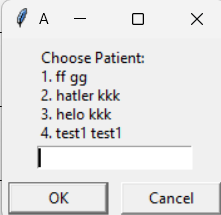 A
Choose Patient:
1. ff gg
2. hatler kkk
3. helo kkk
4. test1 test1
OK Cancel